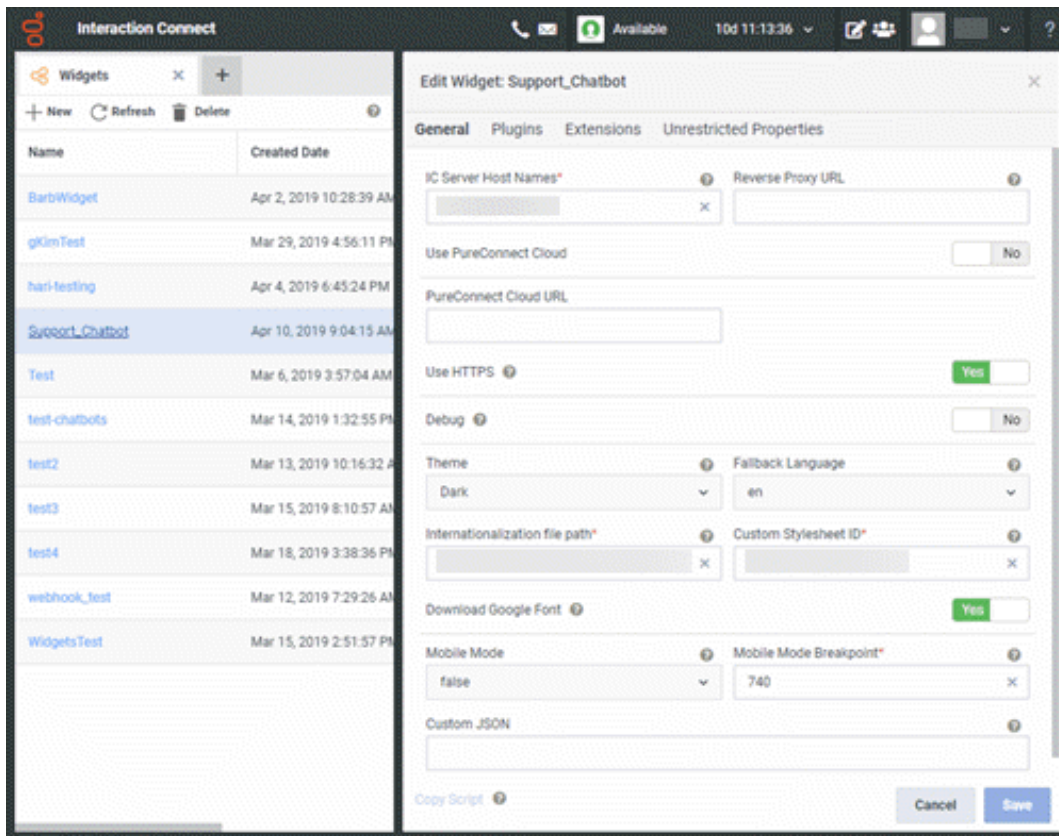 Interaction Connect
Available
10d 11:13:36
?
Widgets
New Refresh Delete
Name Created Date
BarbWidget Apr 2, 2019 10:28:39 AM
gKimTest Mar 29, 2019 4:56:11 PM
hari-testing Apr 4, 2019 6:45:24 PM
Support_Chatbot Apr 10, 2019 9:04:15 AM
Test Mar 6, 2019 3:57:04 AM
test-chatbots Mar 14, 2019 1:32:55 PM
test2 Mar 13, 2019 10:16:32 A
test3 Mar 15, 2019 8:10:57 AM
test4 Mar 18, 2019 3:38:36 PM
webhook_test Mar 12, 2019 7:29:26 AM
WidgetsTest Mar 15, 2019 2:51:57 PM
Edit Widget: Support_Chatbot
General Plugins Extensions Unrestricted Properties
IC Server Host Names* Reverse Proxy URL
Use PureConnect Cloud No
PureConnect Cloud URL
Use HTTPS Yes
Debug No
Theme Fallback Language
Dark en
Internationalization file path* Custom Stylesheet ID*
Download Google Font Yes
Mobile Mode Mobile Mode Breakpoint*
false 740
Custom JSON
Copy Script
Cancel Save